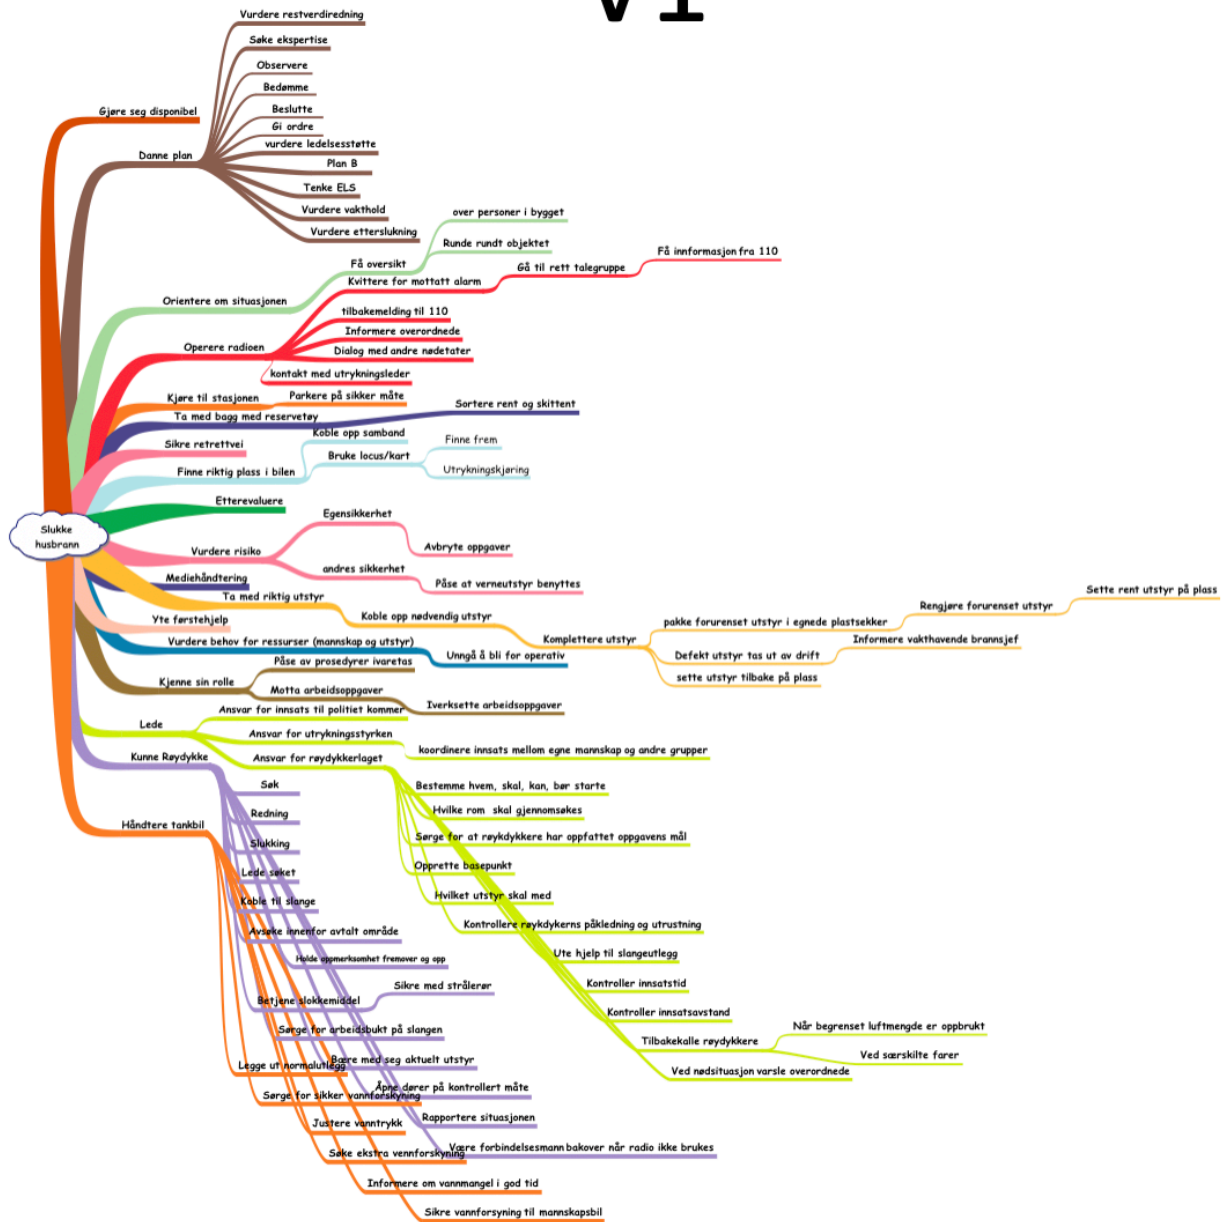 V1
Vurdere restverdiredning
Søke ekspertise
Observere
Bedømme
Beslutte
Gi ordre
vurdere ledelsesstøtte
Plan B
Tenke ELS
Vurdere vakthold
Vurdere etterslukning
Gjøre seg disponibel
Danne plan
over personer i bygget
Runde rundt objektet
Få oversikt
Orientere om situasjonen
Få innformasjon fra 110
Gå til rett talegruppe
Kvittere for mottatt alarm
tilbakemelding til 110
Informere overordnede
Dialog med andre nødetater
kontakt med utrykningsleder
Operere radioen
Kjøre til stasjonen
Parkere på sikker måte
Ta med bagg med reservetøy
Sortere rent og skittent
Sikre retrettvei
Koble opp samband
Bruke locus/kart
Finne frem
Utrykningskjøring
Finne riktig plass i bilen
Etterevaluere
Slukke
husbrann
Vurdere risiko
Egensikkerhet
Avbryte oppgaver
andres sikkerhet
Påse at verneutstyr benyttes
Mediehåndtering
Ta med riktig utstyr
Koble opp nødvendig utstyr
Komplettere utstyr
pakke forurenset utstyr i egnede plastsekker
Rengjøre forurenset utstyr
Sette rent utstyr på plass
Defekt utstyr tas ut av drift
Informere vakthavende brannsjef
sette utstyr tilbake på plass
Yte førstehjelp
Vurdere behov for ressurser (mannskap og utstyr)
Unngå å bli for operativ
Kjenne sin rolle
Påse av prosedyrer ivaretas
Motta arbeidsoppgaver
Iverksette arbeidsoppgaver
Lede
Ansvar for innsats til politiet kommer
Ansvar for utrykningsstyrken
koordinere innsats mellom egne mannskap og andre grupper
Ansvar for røydykkerlaget
Bestemme hvem, skal, kan, bør starte
Hvilke rom skal gjennomsøkes
Sørge for at røykdykkere har oppfattet oppgavens mål
Opprette basepunkt
Hvilket utstyr skal med
Kontrollere røykdykerns påkledning og utrustning
Ute hjelp til slangeutlegg
Kontroller innsatstid
Kontroller innsatsavstand
Tilbakekalle røydykkere
Når begrenset luftmengde er oppbrukt
Ved særskilte farer
Ved nødsituasjon varsle overordnede
Kunne Røydykke
Søk
Redning
Slukking
Lede søket
Koble til slange
Avsøke innenfor avtalt område
Holde oppmerksomhet fremover og opp
Betjene slokkemiddel
Sikre med strålerør
Sørge for arbeidsbukt på slangen
Bære med seg aktuelt utstyr
Åpne dører på kontrollert måte
Rapportere situasjonen
Være forbindelsesmann bakover når radio ikke brukes
Håndtere tankbil
Legge ut normalutlegg
Sørge for sikker vannforskyning
Justere vanntrykk
Søke ekstra vennforskyning
Informere om vannmangel i god tid
Sikre vannforsyning til mannskapsbil